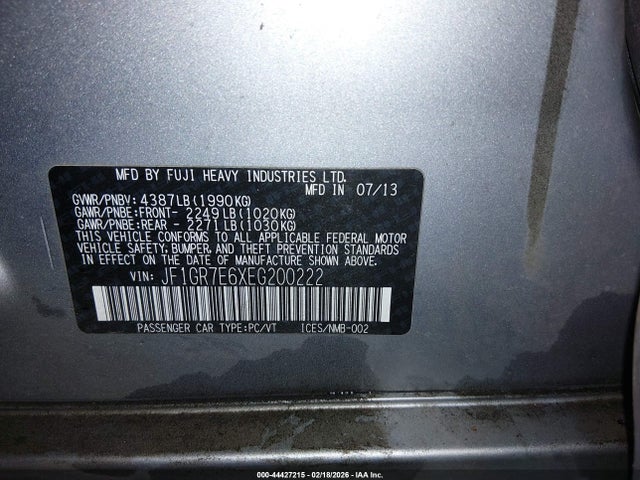 MFD BY FUJI HEAVY INDUSTRIES LTD.
MFD IN 07/13
GVWR/PNBV: 4387LB(1990KG)
GAWR/PNBE:FRONT- 2249LB(1020KG)
GAWR/PNBE:REAR - 2271LB(1030KG)
THIS VEHICLE CONFORMS TO ALL APPLICABLE FEDERAL MOTOR
VEHICLE SAFETY, BUMPER, AND THEFT PREVENTION STANDARDS
IN EFFECT ON THE DATE OF MANUFACTURE SHOWN ABOVE.
VIN: JF1GR7E6XEG200222
PASSENGER CAR TYPE:PC/VT ICES/NMB-002
000-44427215 - 02/18/2026 - IAA Inc.